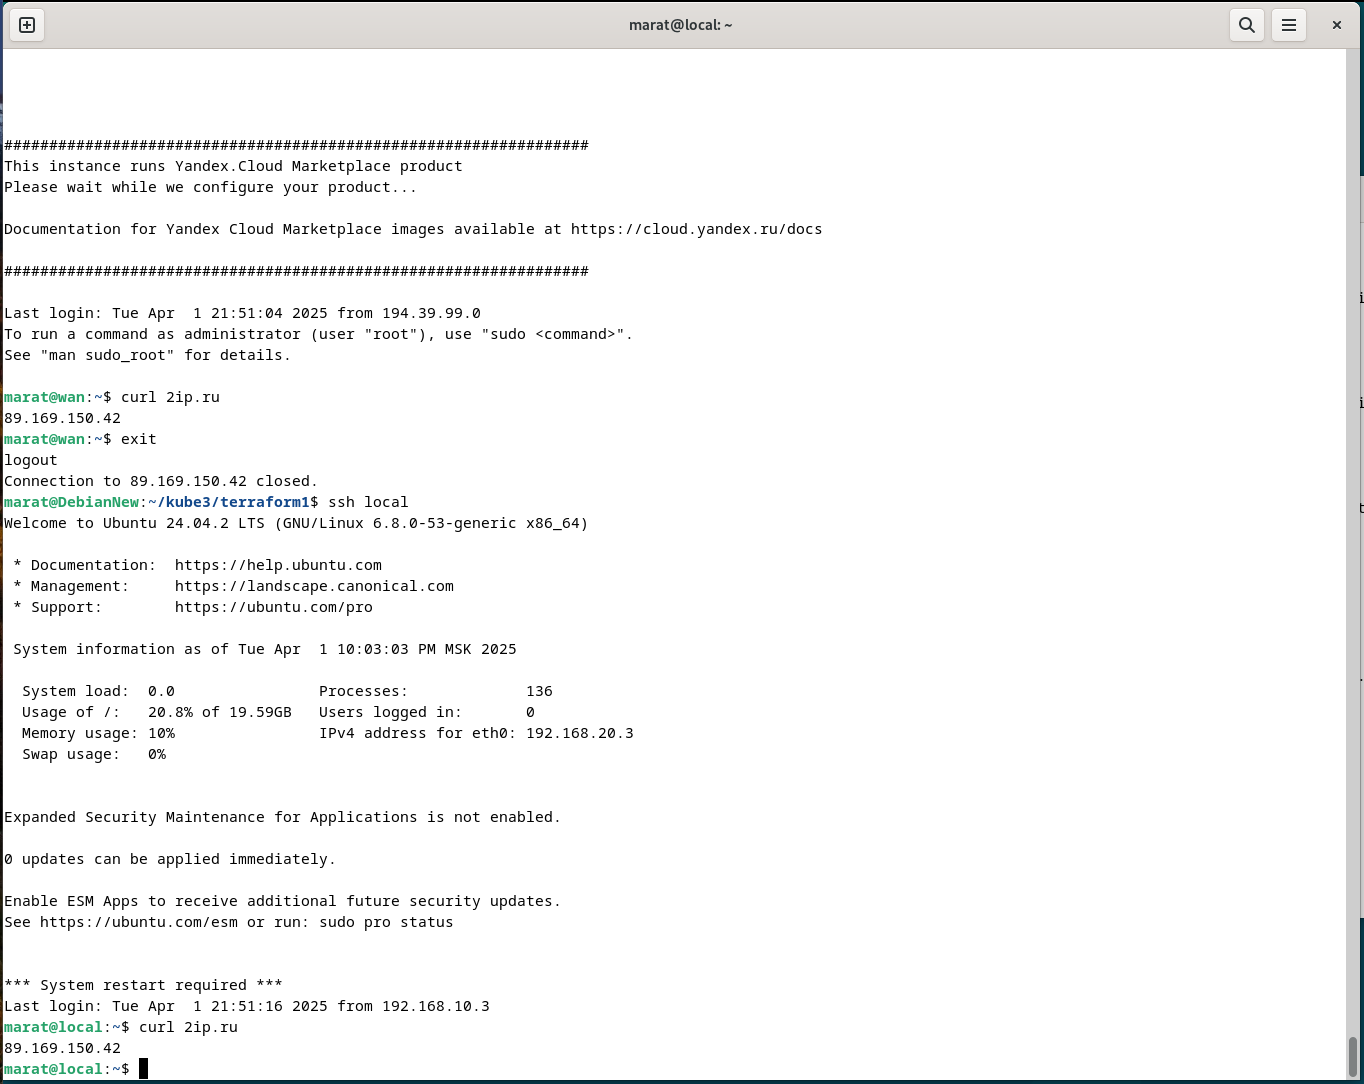 marat@local: ~
#################################################################
This instance runs Yandex.Cloud Marketplace product
Please wait while we configure your product...
Documentation for Yandex Cloud Marketplace images available at https://cloud.yandex.ru/docs
#################################################################
Last login: Tue Apr  1 21:51:04 2025 from 194.39.99.0
To run a command as administrator (user "root"), use "sudo <command>".
See "man sudo_root" for details.
marat@wan:~$ curl 2ip.ru
89.169.150.42
marat@wan:~$ exit
logout
Connection to 89.169.150.42 closed.
marat@DebianNew:~/kube3/terraform1$ ssh local
Welcome to Ubuntu 24.04.2 LTS (GNU/Linux 6.8.0-53-generic x86_64)
 * Documentation:  https://help.ubuntu.com
 * Management:     https://landscape.canonical.com
 * Support:        https://ubuntu.com/pro
 System information as of Tue Apr  1 10:03:03 PM MSK 2025
  System load:  0.0                Processes:             136
  Usage of /:   20.8% of 19.59GB   Users logged in:       0
  Memory usage: 10%                IPv4 address for eth0: 192.168.20.3
  Swap usage:   0%
Expanded Security Maintenance for Applications is not enabled.
0 updates can be applied immediately.
Enable ESM Apps to receive additional future security updates.
See https://ubuntu.com/esm or run: sudo pro status
*** System restart required ***
Last login: Tue Apr  1 21:51:16 2025 from 192.168.10.3
marat@local:~$ curl 2ip.ru
89.169.150.42
marat@local:~$